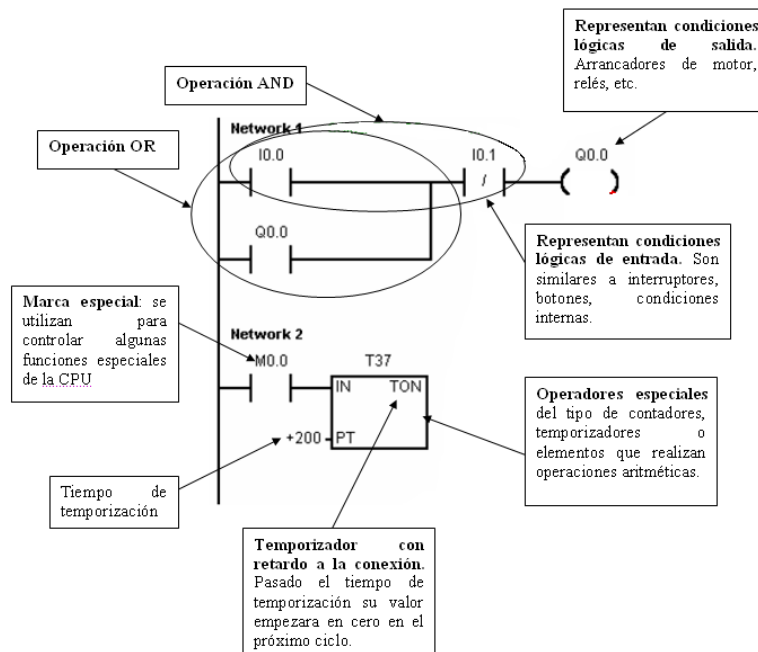 Representan condiciones
lógicas de salida.
Arrancadores de motor,
relés, etc.
Operación AND
Operación OR
Network 1
I0.0
I0.1
Q0.0
/
Q0.0
Representan condiciones
lógicas de entrada. Son
similares a interruptores,
botones, condiciones
internas.
Marca especial: se
utilizan para
controlar algunas
funciones especiales
de la CPU
Network 2
M0.0
T37
IN TON
+200 PT
Operadores especiales
del tipo de contadores,
temporizadores o
elementos que realizan
operaciones aritméticas.
Tiempo de
temporización
Temporizador con
retardo a la conexión.
Pasado el tiempo de
temporización su valor
empezara en cero en el
próximo ciclo.